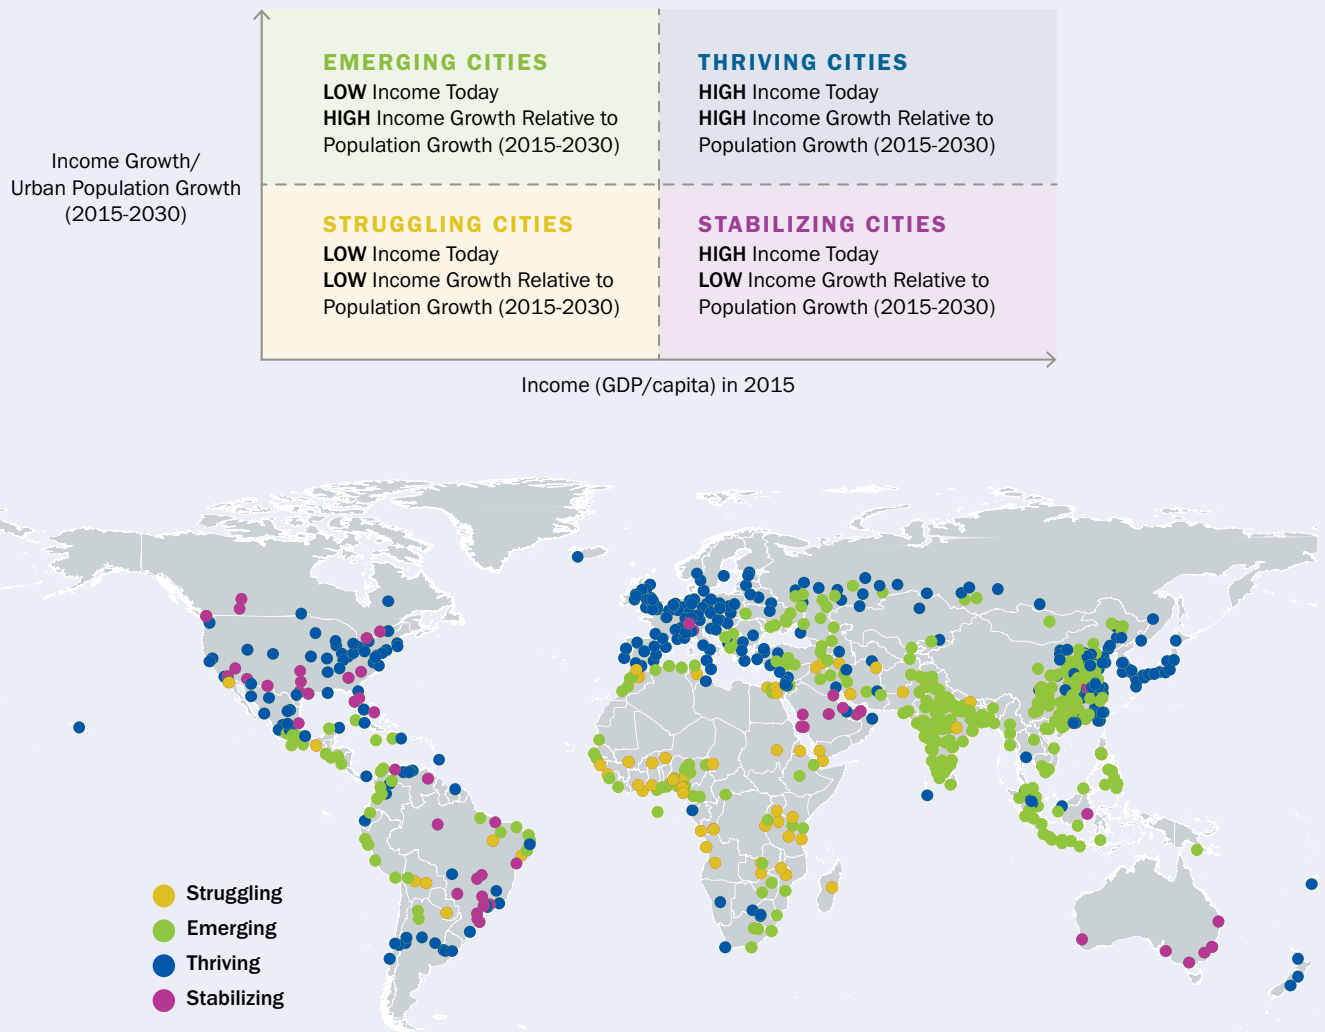 EMERGING CITIES
LOW Income Today
HIGH Income Growth Relative to
Population Growth (2015-2030)
THRIVING CITIES
HIGH Income Today
HIGH Income Growth Relative to
Population Growth (2015-2030)
Income Growth/
Urban Population Growth
(2015-2030)
STRUGGLING CITIES
LOW Income Today
LOW Income Growth Relative to
Population Growth (2015-2030)
STABILIZING CITIES
HIGH Income Today
LOW Income Growth Relative to
Population Growth (2015-2030)
Income (GDP/capita) in 2015
Struggling
Emerging
Thriving
Stabilizing